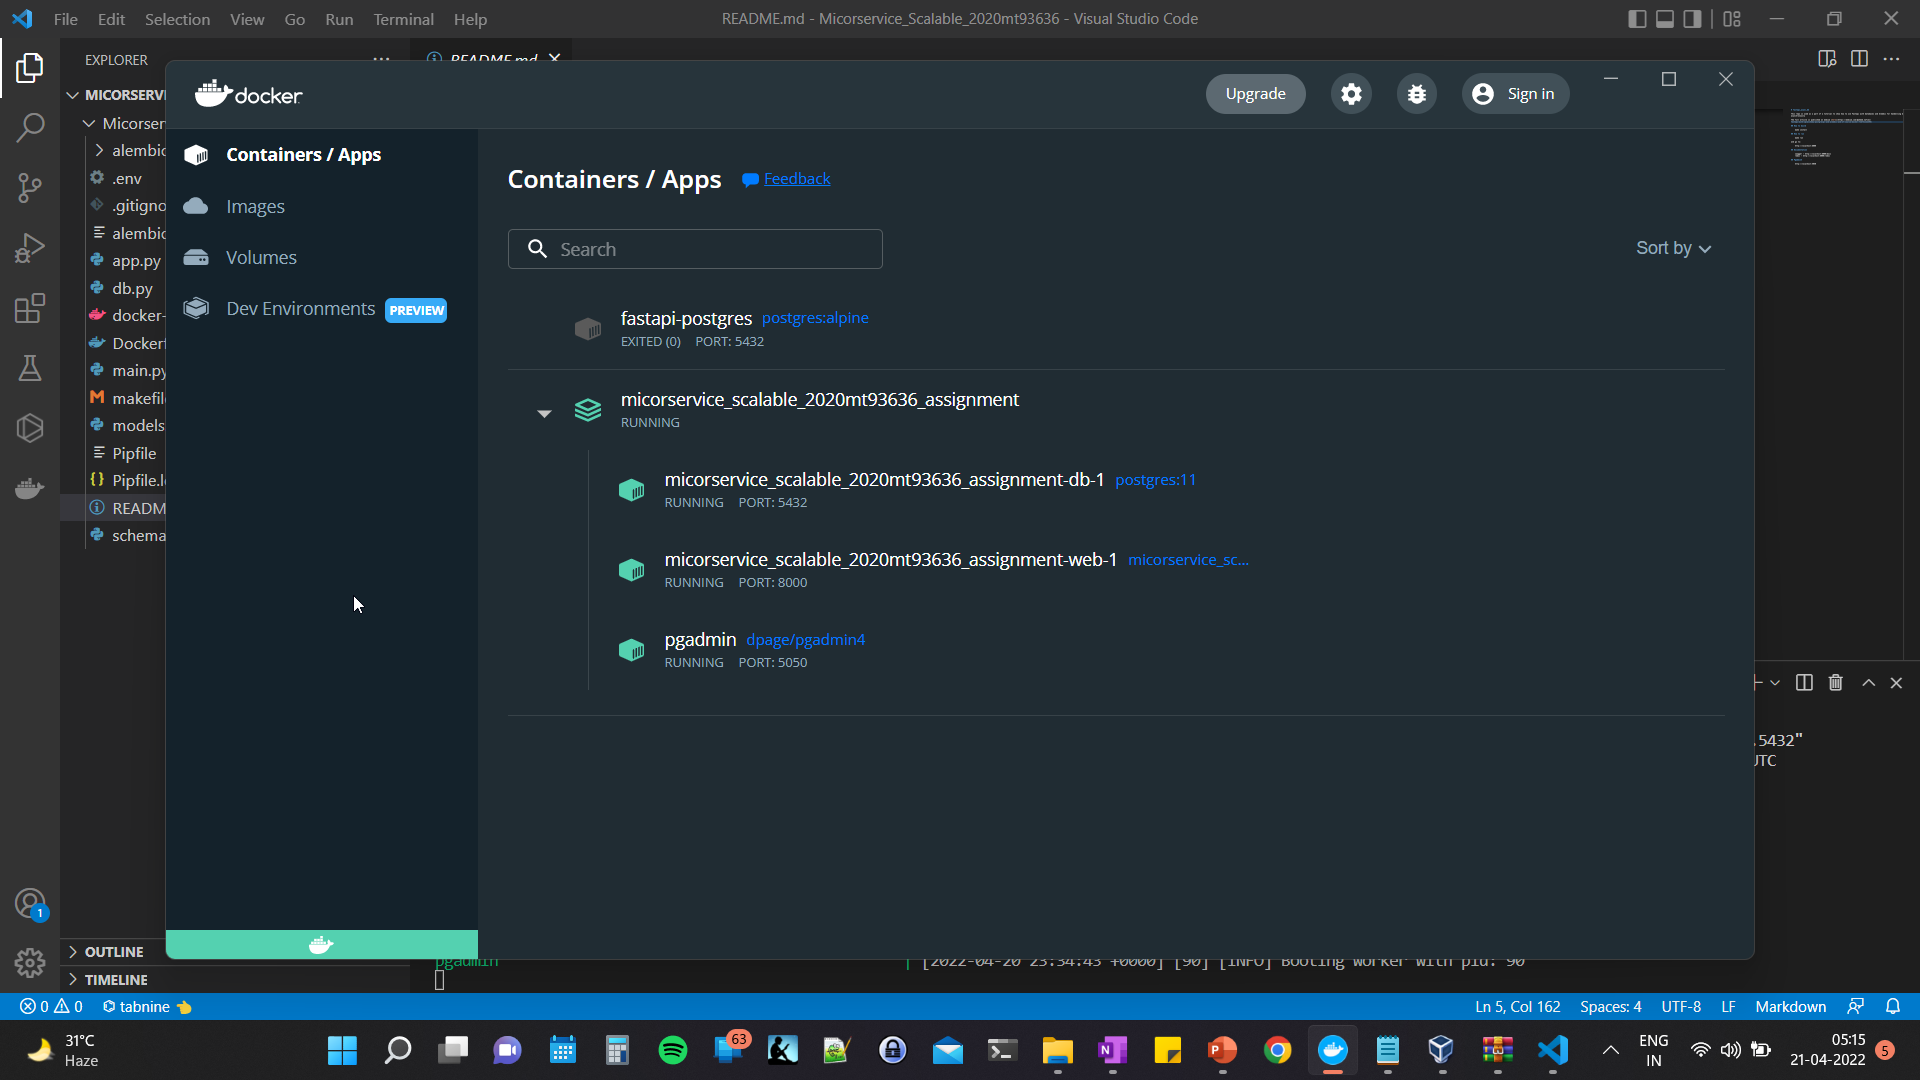 File Edit Selection View Go Run Terminal Help
README.md - Micorservice_Scalable_2020mt93636 - Visual Studio Code
EXPLORER
README.md
MICORSERVI
Micorser
alembic
.env
.gitigno
alembic
app.py
db.py
docker-
Dockerf
main.py
makefile
models
Pipfile
Pipfile.l
READM
schema
OUTLINE
TIMELINE
docker
Upgrade
Sign in
Containers / Apps
Images
Volumes
Dev Environments PREVIEW
Containers / Apps Feedback
Search
Sort by
fastapi-postgres postgres:alpine
EXITED (0) PORT: 5432
micorservice_scalable_2020mt93636_assignment
RUNNING
micorservice_scalable_2020mt93636_assignment-db-1 postgres:11
RUNNING PORT: 5432
micorservice_scalable_2020mt93636_assignment-web-1 micorservice_sc...
RUNNING PORT: 8000
pgadmin dpage/pgadmin4
RUNNING PORT: 5050
.5432"
UTC
pgadmin | [2022-04-20 23:34:43 +0000] [90] [INFO] Booting worker with pid: 90
1
0 0 tabnine
Ln 5, Col 162 Spaces: 4 UTF-8 LF Markdown
31°C
Haze
63
ENG
IN
05:15
21-04-2022
5